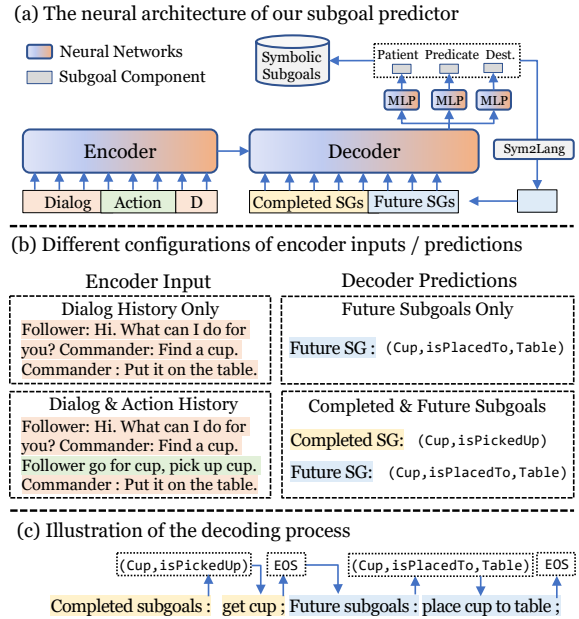 (a) The neural architecture of our subgoal predictor
Neural Networks
Subgoal Component
Symbolic
Subgoals
Patient Predicate Dest.
MLP MLP MLP
Encoder
Decoder
Sym2Lang
Dialog Action D
Completed SGs Future SGs
(b) Different configurations of encoder inputs / predictions
Encoder Input
Decoder Predictions
Dialog History Only
Follower: Hi. What can I do for
you? Commander: Find a cup.
Commander : Put it on the table.
Future Subgoals Only
Future SG : (Cup,isPlacedTo,Table)
Dialog & Action History
Follower: Hi. What can I do for
you? Commander: Find a cup.
Follower go for cup, pick up cup.
Commander : Put it on the table.
Completed & Future Subgoals
Completed SG: (Cup,isPickedUp)
Future SG: (Cup,isPlacedTo,Table)
(c) Illustration of the decoding process
(Cup,isPickedUp) EOS (Cup,isPlacedTo,Table) EOS
Completed subgoals : get cup ; Future subgoals : place cup to table ;